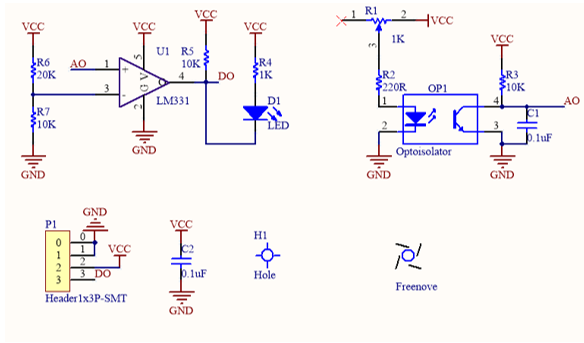 VCC
VCC
VCC
VCC
R6
20K
AO
1
+
3
-
5
V
G
2
U1
4
LM331
R5
10K
DO
R4
1K
D1
LED
R7
10K
GND
GND
1
R1
2
VCC
1K
3
VCC
R2
220R
OP1
R3
10K
1
4
AO
2
3
C1
0.1uF
Optoisolator
GND
GND
P1
GND
0
0
1
1
VCC
2
2
3
3
DO
Header1x3P-SMT
VCC
C2
0.1uF
GND
H1
Hole
Freenove